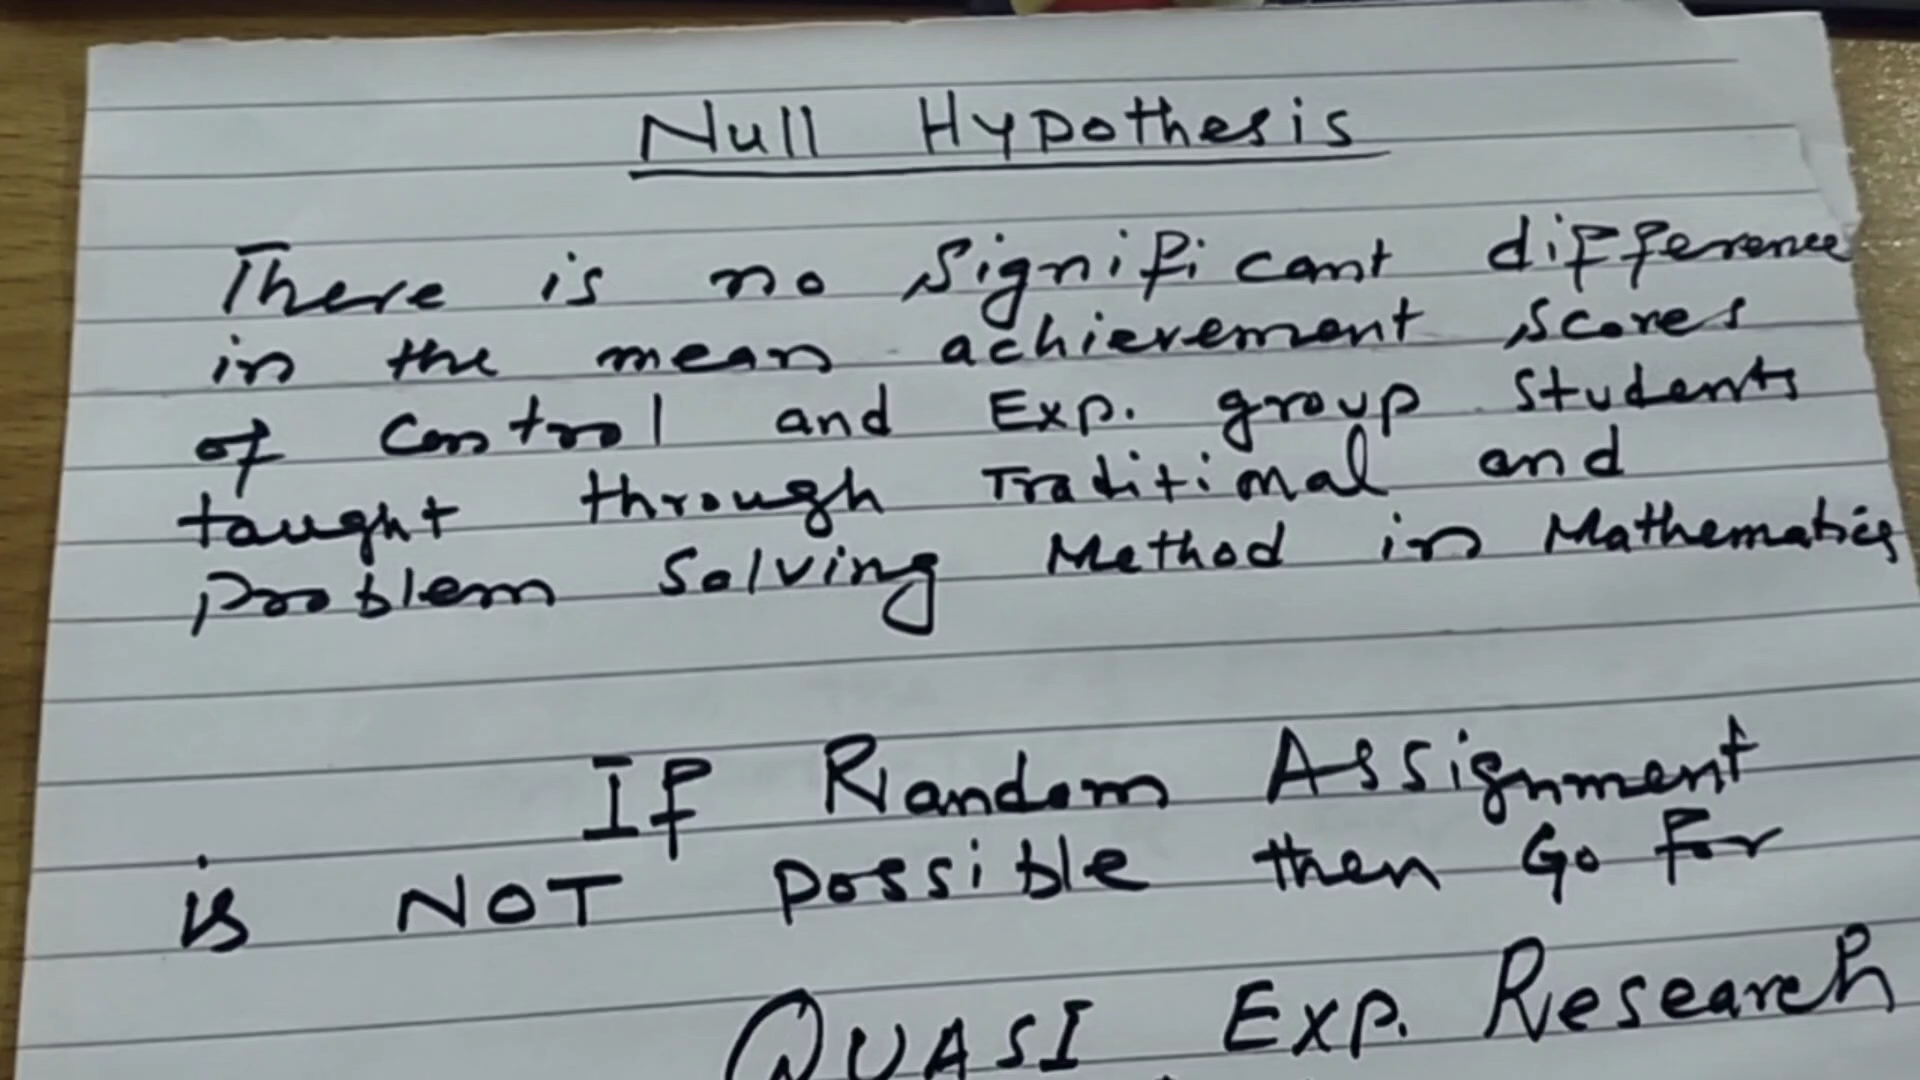 Null Hypothesis
There is no significant difference
in the mean achievement scores
of control and Exp. group students
taught through Traditional and
problem solving Method in Mathematics
If Random Assignment
is NOT possible then Go for
QUASI Exp. Research